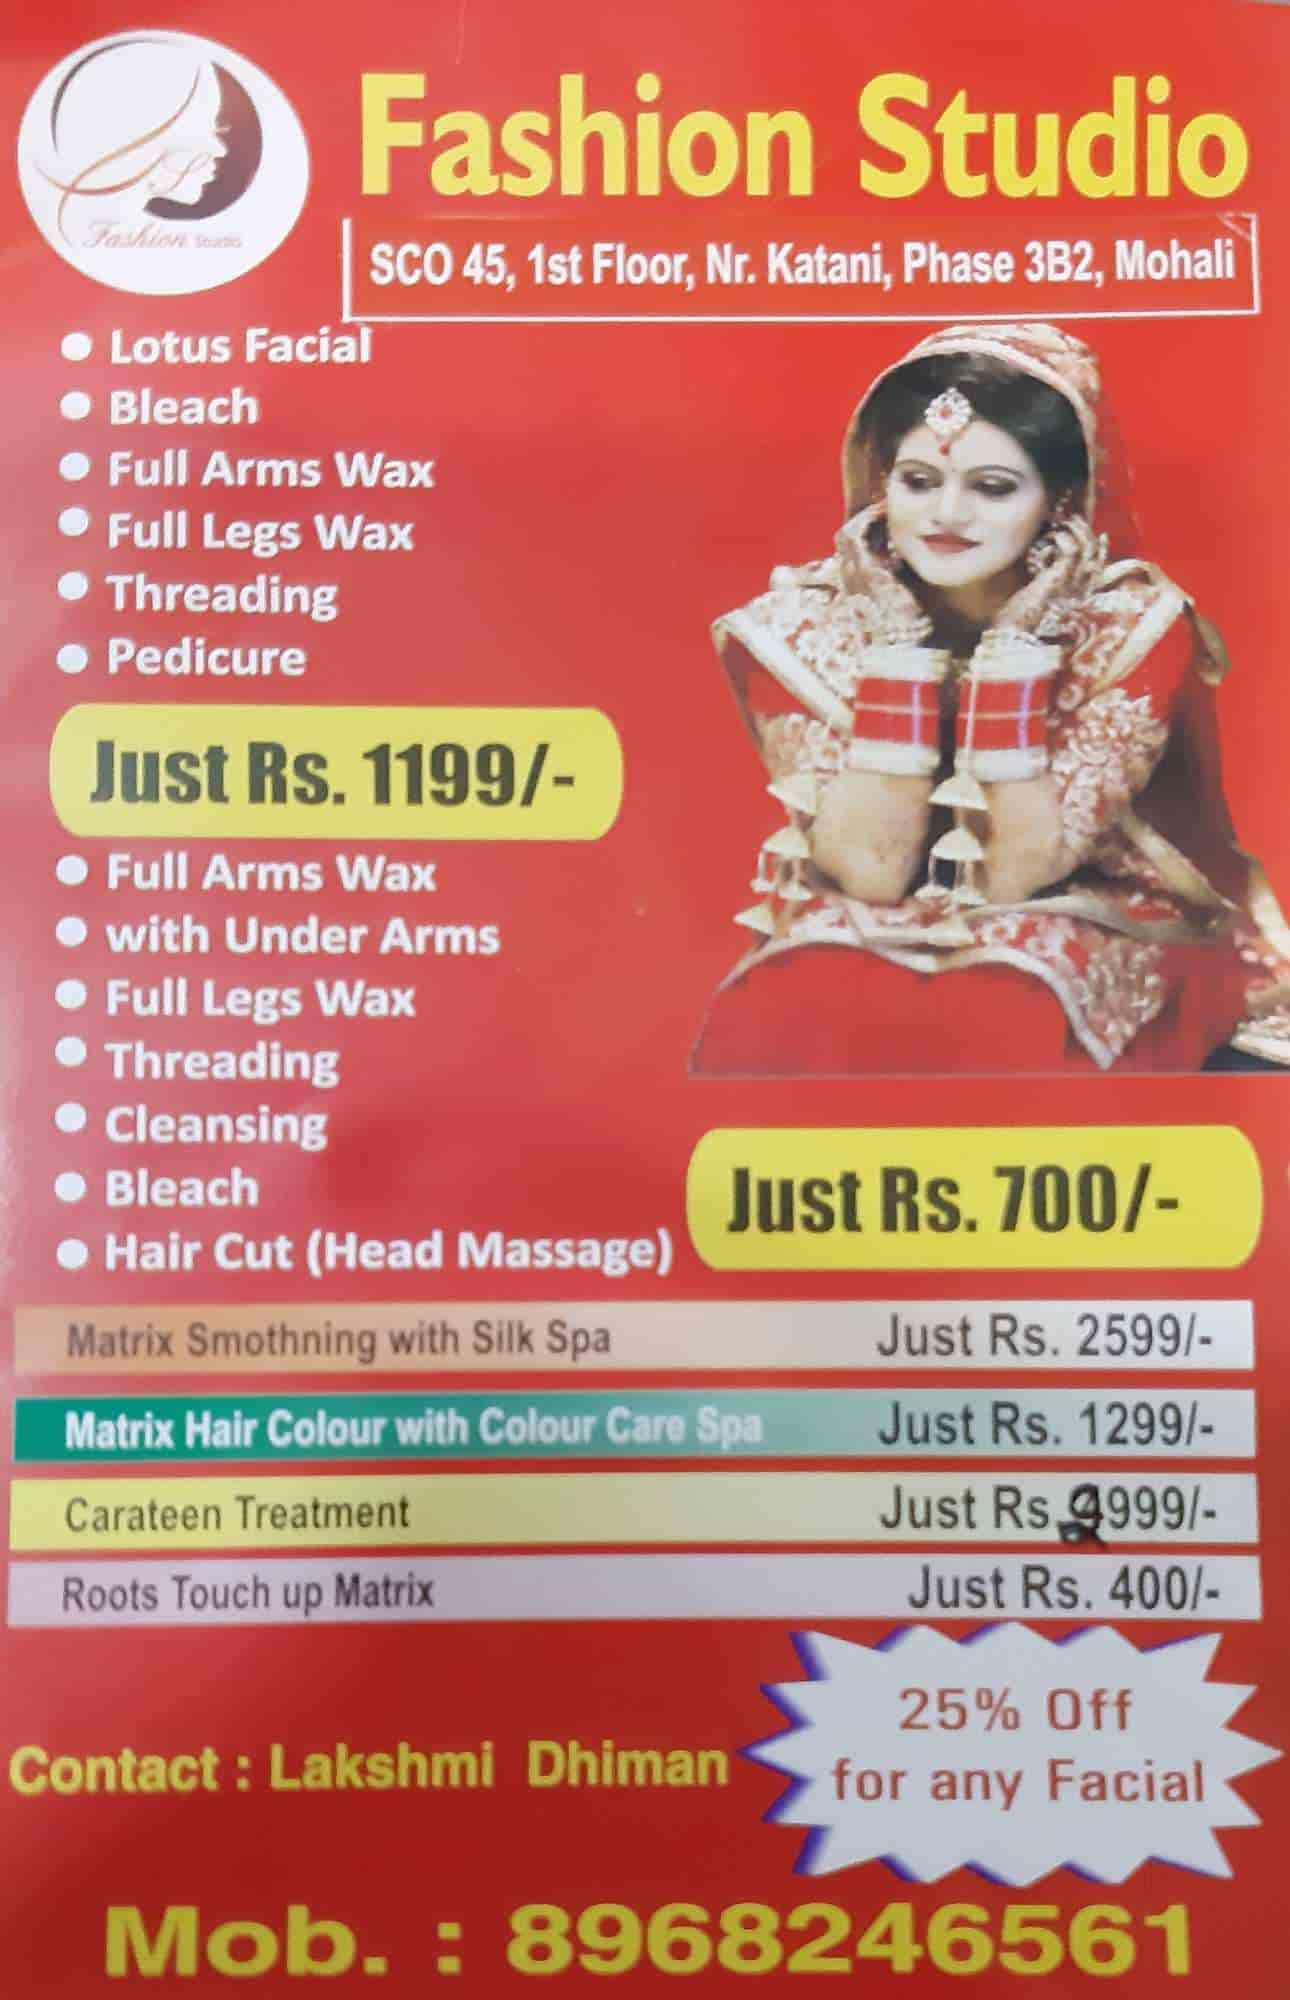 LS
Fashion Studio
Fashion Studio
SCO 45, 1st Floor, Nr. Katani, Phase 3B2, Mohali
• Lotus Facial
• Bleach
• Full Arms Wax
• Full Legs Wax
• Threading
• Pedicure
Just Rs. 1199/-
• Full Arms Wax
• with Under Arms
• Full Legs Wax
• Threading
• Cleansing
• Bleach
• Hair Cut (Head Massage)
Just Rs. 700/-
Matrix Smothning with Silk Spa Just Rs. 2599/-
Matrix Hair Colour with Colour Care Spa Just Rs. 1299/-
Carateen Treatment Just Rs.
Roots Touch up Matrix Just Rs. 400/-
25% Off
for any Facial
Contact : Lakshmi Dhiman
Mob. : 8968246561